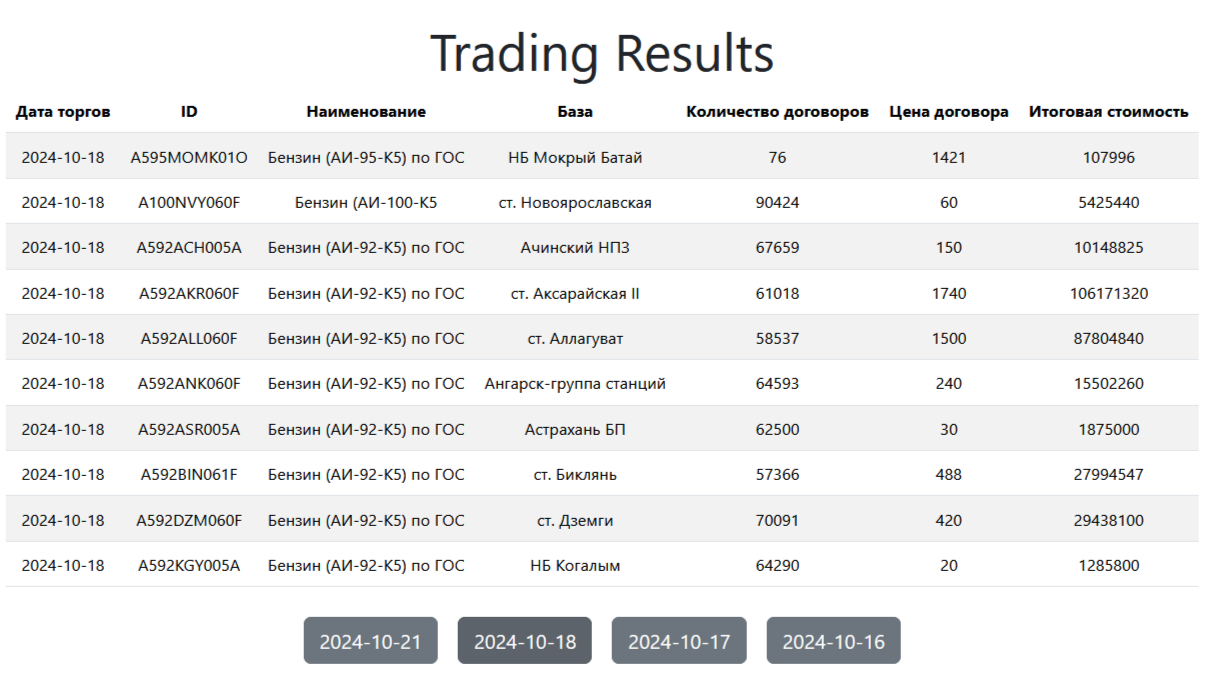 Trading Results
Дата торгов ID Наименование База Количество договоров Цена договора Итоговая стоимость
2024-10-18 A595MOMK01O Бензин (АИ-95-К5) по ГОС НБ Мокрый Батай 76 1421 107996
2024-10-18 A100NVY060F Бензин (АИ-100-К5 ст. Новоярославская 90424 60 5425440
2024-10-18 A592ACH005A Бензин (АИ-92-К5) по ГОС Ачинский НПЗ 67659 150 10148825
2024-10-18 A592AKR060F Бензин (АИ-92-К5) по ГОС ст. Аксарайская II 61018 1740 106171320
2024-10-18 A592ALL060F Бензин (АИ-92-К5) по ГОС ст. Аллагуват 58537 1500 87804840
2024-10-18 A592ANK060F Бензин (АИ-92-К5) по ГОС Ангарск-группа станций 64593 240 15502260
2024-10-18 A592ASR005A Бензин (АИ-92-К5) по ГОС Астрахань БП 62500 30 1875000
2024-10-18 A592BIN061F Бензин (АИ-92-К5) по ГОС ст. Биклянь 57366 488 27994547
2024-10-18 A592DZM060F Бензин (АИ-92-К5) по ГОС ст. Дземги 70091 420 29438100
2024-10-18 A592KGY005A Бензин (АИ-92-К5) по ГОС НБ Когалым 64290 20 1285800
2024-10-21 2024-10-18 2024-10-17 2024-10-16